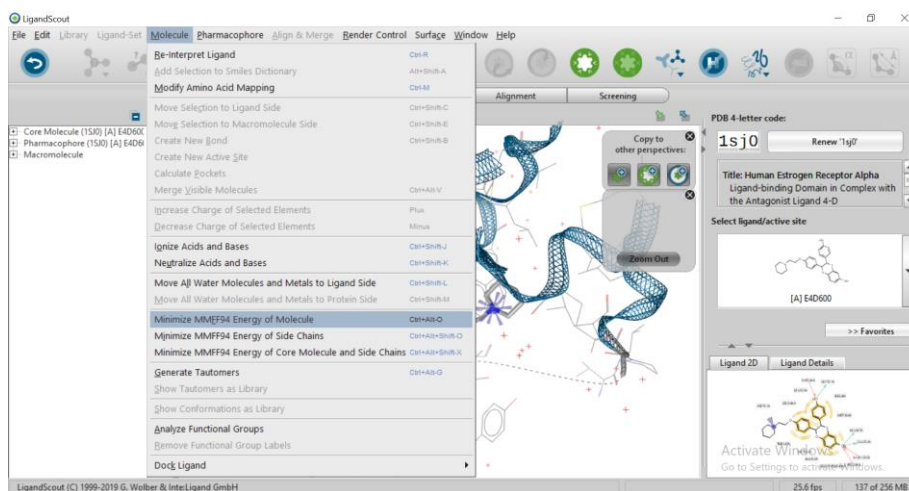 LigandScout
File Edit Library Ligand-Set Molecule Pharmacophore Align & Merge Render Control Surface Window Help
Re-Interpret Ligand Ctrl-R
Add Selection to Smiles Dictionary Alt+Shift-A
Modify Amino Acid Mapping Ctrl-M
Move Selection to Ligand Side Ctrl+Shift-C
Move Selection to Macromolecule Side Ctrl+Shift-E
Create New Bond Ctrl+Shift-B
Create New Active Site
Calculate Pockets
Merge Visible Molecules Ctrl+Alt-V
Increase Charge of Selected Elements Plus
Decrease Charge of Selected Elements Minus
Ionize Acids and Bases Ctrl+Shift-J
Negtralize Acids and Bases Ctrl+Shift-K
Move All Water Molecules and Metals to Ligand Side Ctrl+Shift-L
Move All Water Molecules and Metals to Protein Side Ctrl+Shift-M
Minimize MMFF94 Energy of Molecule Ctrl+Alt-O
Minimize MMFF94 Energy of Side Chains Ctrl+Alt+Shift-O
Minimize MMFF94 Energy of Core Molecule and Side Chains Ctrl+Alt+Shift-X
Generate Tautomers Ctrl+Alt-G
Show Tautomers as Library
Show Conformations as Library
Analyze Functional Groups
Remove Functional Group Labels
Dock Ligand
Core Molecule (1SJ0) [A] E4D600
Pharmacophore (1SJ0) [A] E4D6
Macromolecule
Alignment Screening
Copy to
other perspectives:
Zoom Out
PDB 4-letter code:
1sj0 Renew '1sj0'
Title: Human Estrogen Receptor Alpha
Ligand-binding Domain in Complex with
the Antagonist Ligand 4-D
Select ligand/active site
[A] E4D600
>> Favorites
Ligand 2D Ligand Details
Activate Windows
Go to Settings to activate Windows.
LigandScout (C) 1999-2019 G. Wolber & Inte:Ligand GmbH 25.6 fps 137 of 256 MB